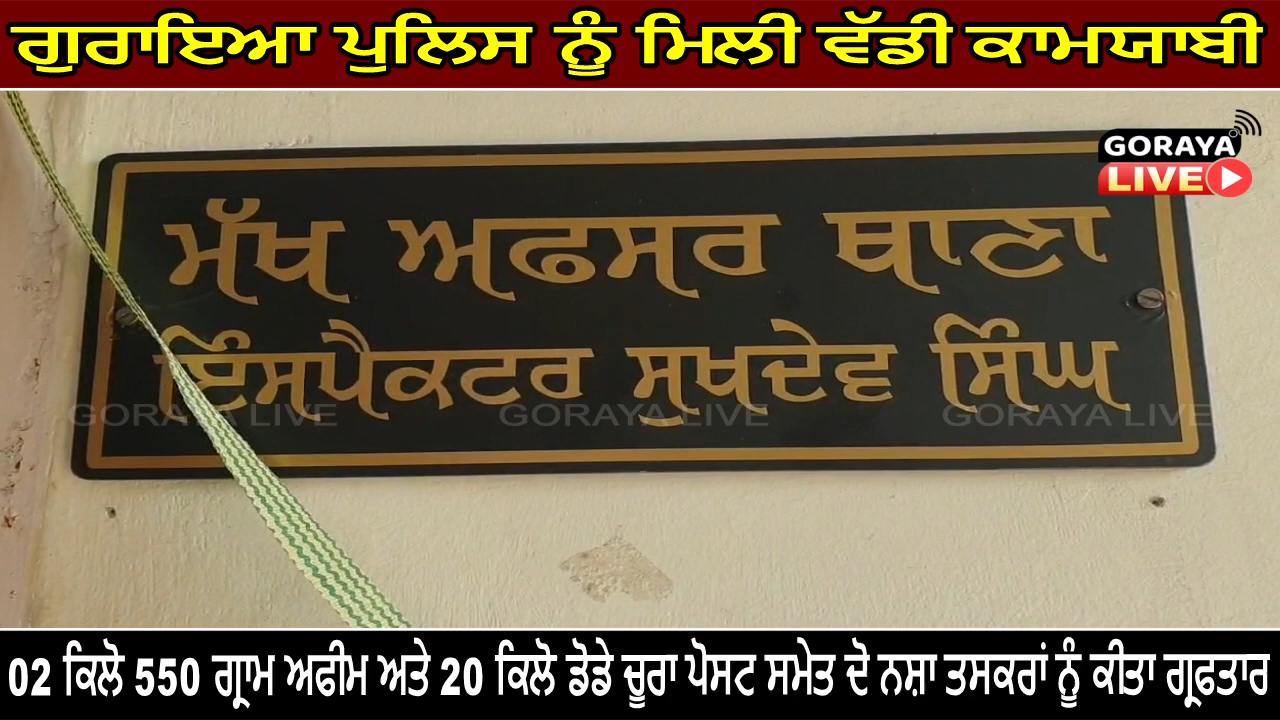 ਗੁਰਾਇਆ ਪੁਲਿਸ ਨੂੰ ਮਿਲੀ ਵੱਡੀ ਕਾਮਯਾਬੀ
GORAYA
LIVE
ਮੁੱਖ ਅਫਸਰ ਥਾਣਾ
ਇੰਸਪੈਕਟਰ ਸੁਖਦੇਵ ਸਿੰਘ
GORAYA LIVE GORAYA LIVE GORAYA LIVE
02 ਕਿਲੋ 550 ਗ੍ਰਾਮ ਅਫੀਮ ਅਤੇ 20 ਕਿਲੋ ਡੋਡੇ ਚੂਰਾ ਪੋਸਟ ਸਮੇਤ ਦੋ ਨਸ਼ਾ ਤਸਕਰਾਂ ਨੂੰ ਕੀਤਾ ਗ੍ਰਫਤਾਰ